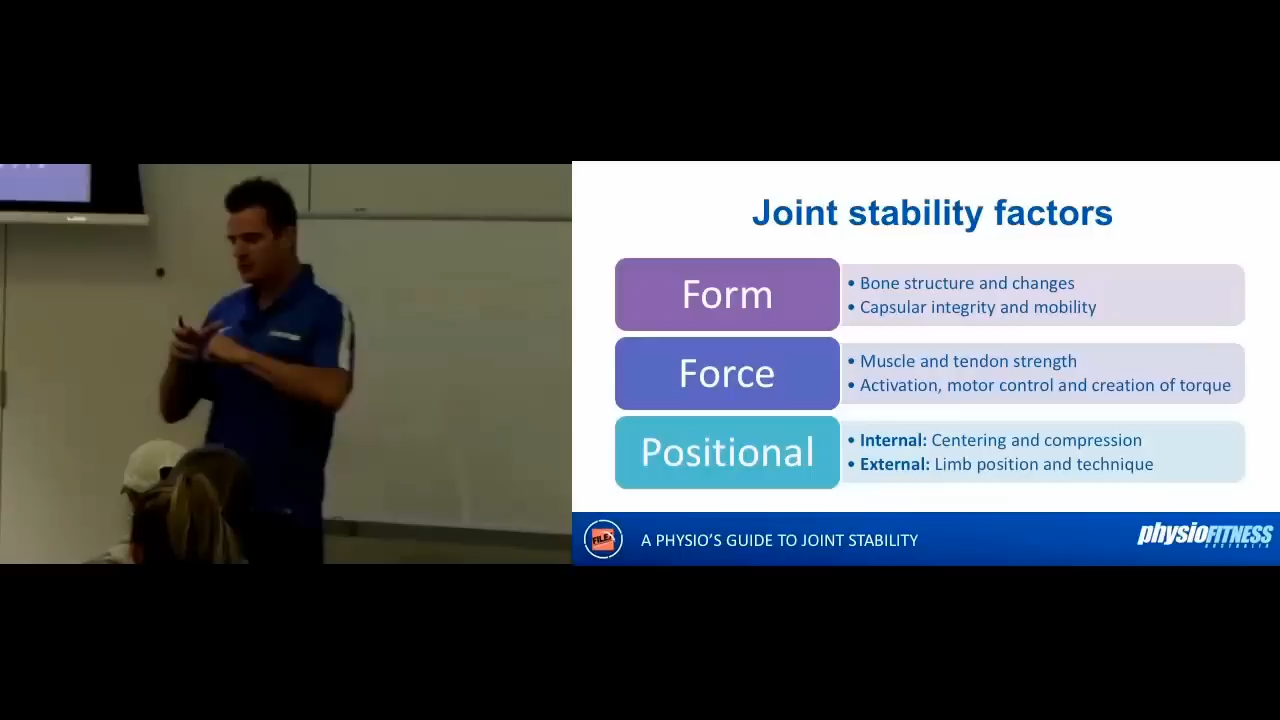 Joint stability factors
Form
• Bone structure and changes
• Capsular integrity and mobility
Force
• Muscle and tendon strength
• Activation, motor control and creation of torque
Positional
• Internal: Centering and compression
• External: Limb position and technique
FILEX
A PHYSIO'S GUIDE TO JOINT STABILITY
physioFITNESS
AUSTRALIA